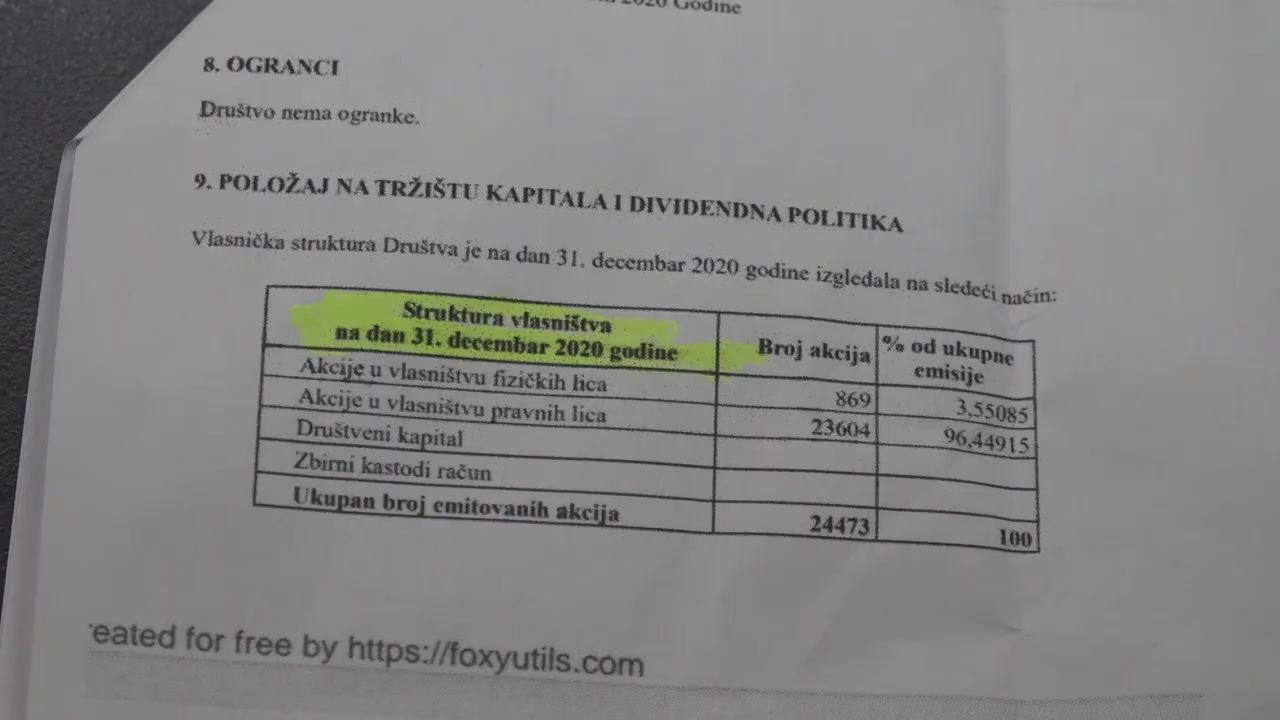 2020 Godine
8. OGRANCI
Društvo nema ogranke.
9. POLOŽAJ NA TRŽIŠTU KAPITALA I DIVIDENDNA POLITIKA
Vlasnička struktura Društva je na dan 31. decembar 2020 godine izgledala na sledeći način:
Struktura vlasništva
na dan 31. decembar 2020 godine
Broj akcija
% od ukupne
emisije
Akcije u vlasništvu fizičkih lica 869 3,55085
Akcije u vlasništvu pravnih lica 23604 96,44915
Društveni kapital
Zbirni kastodi račun
Ukupan broj emitovanih akcija 24473 100
eated for free by https://foxyutils.com